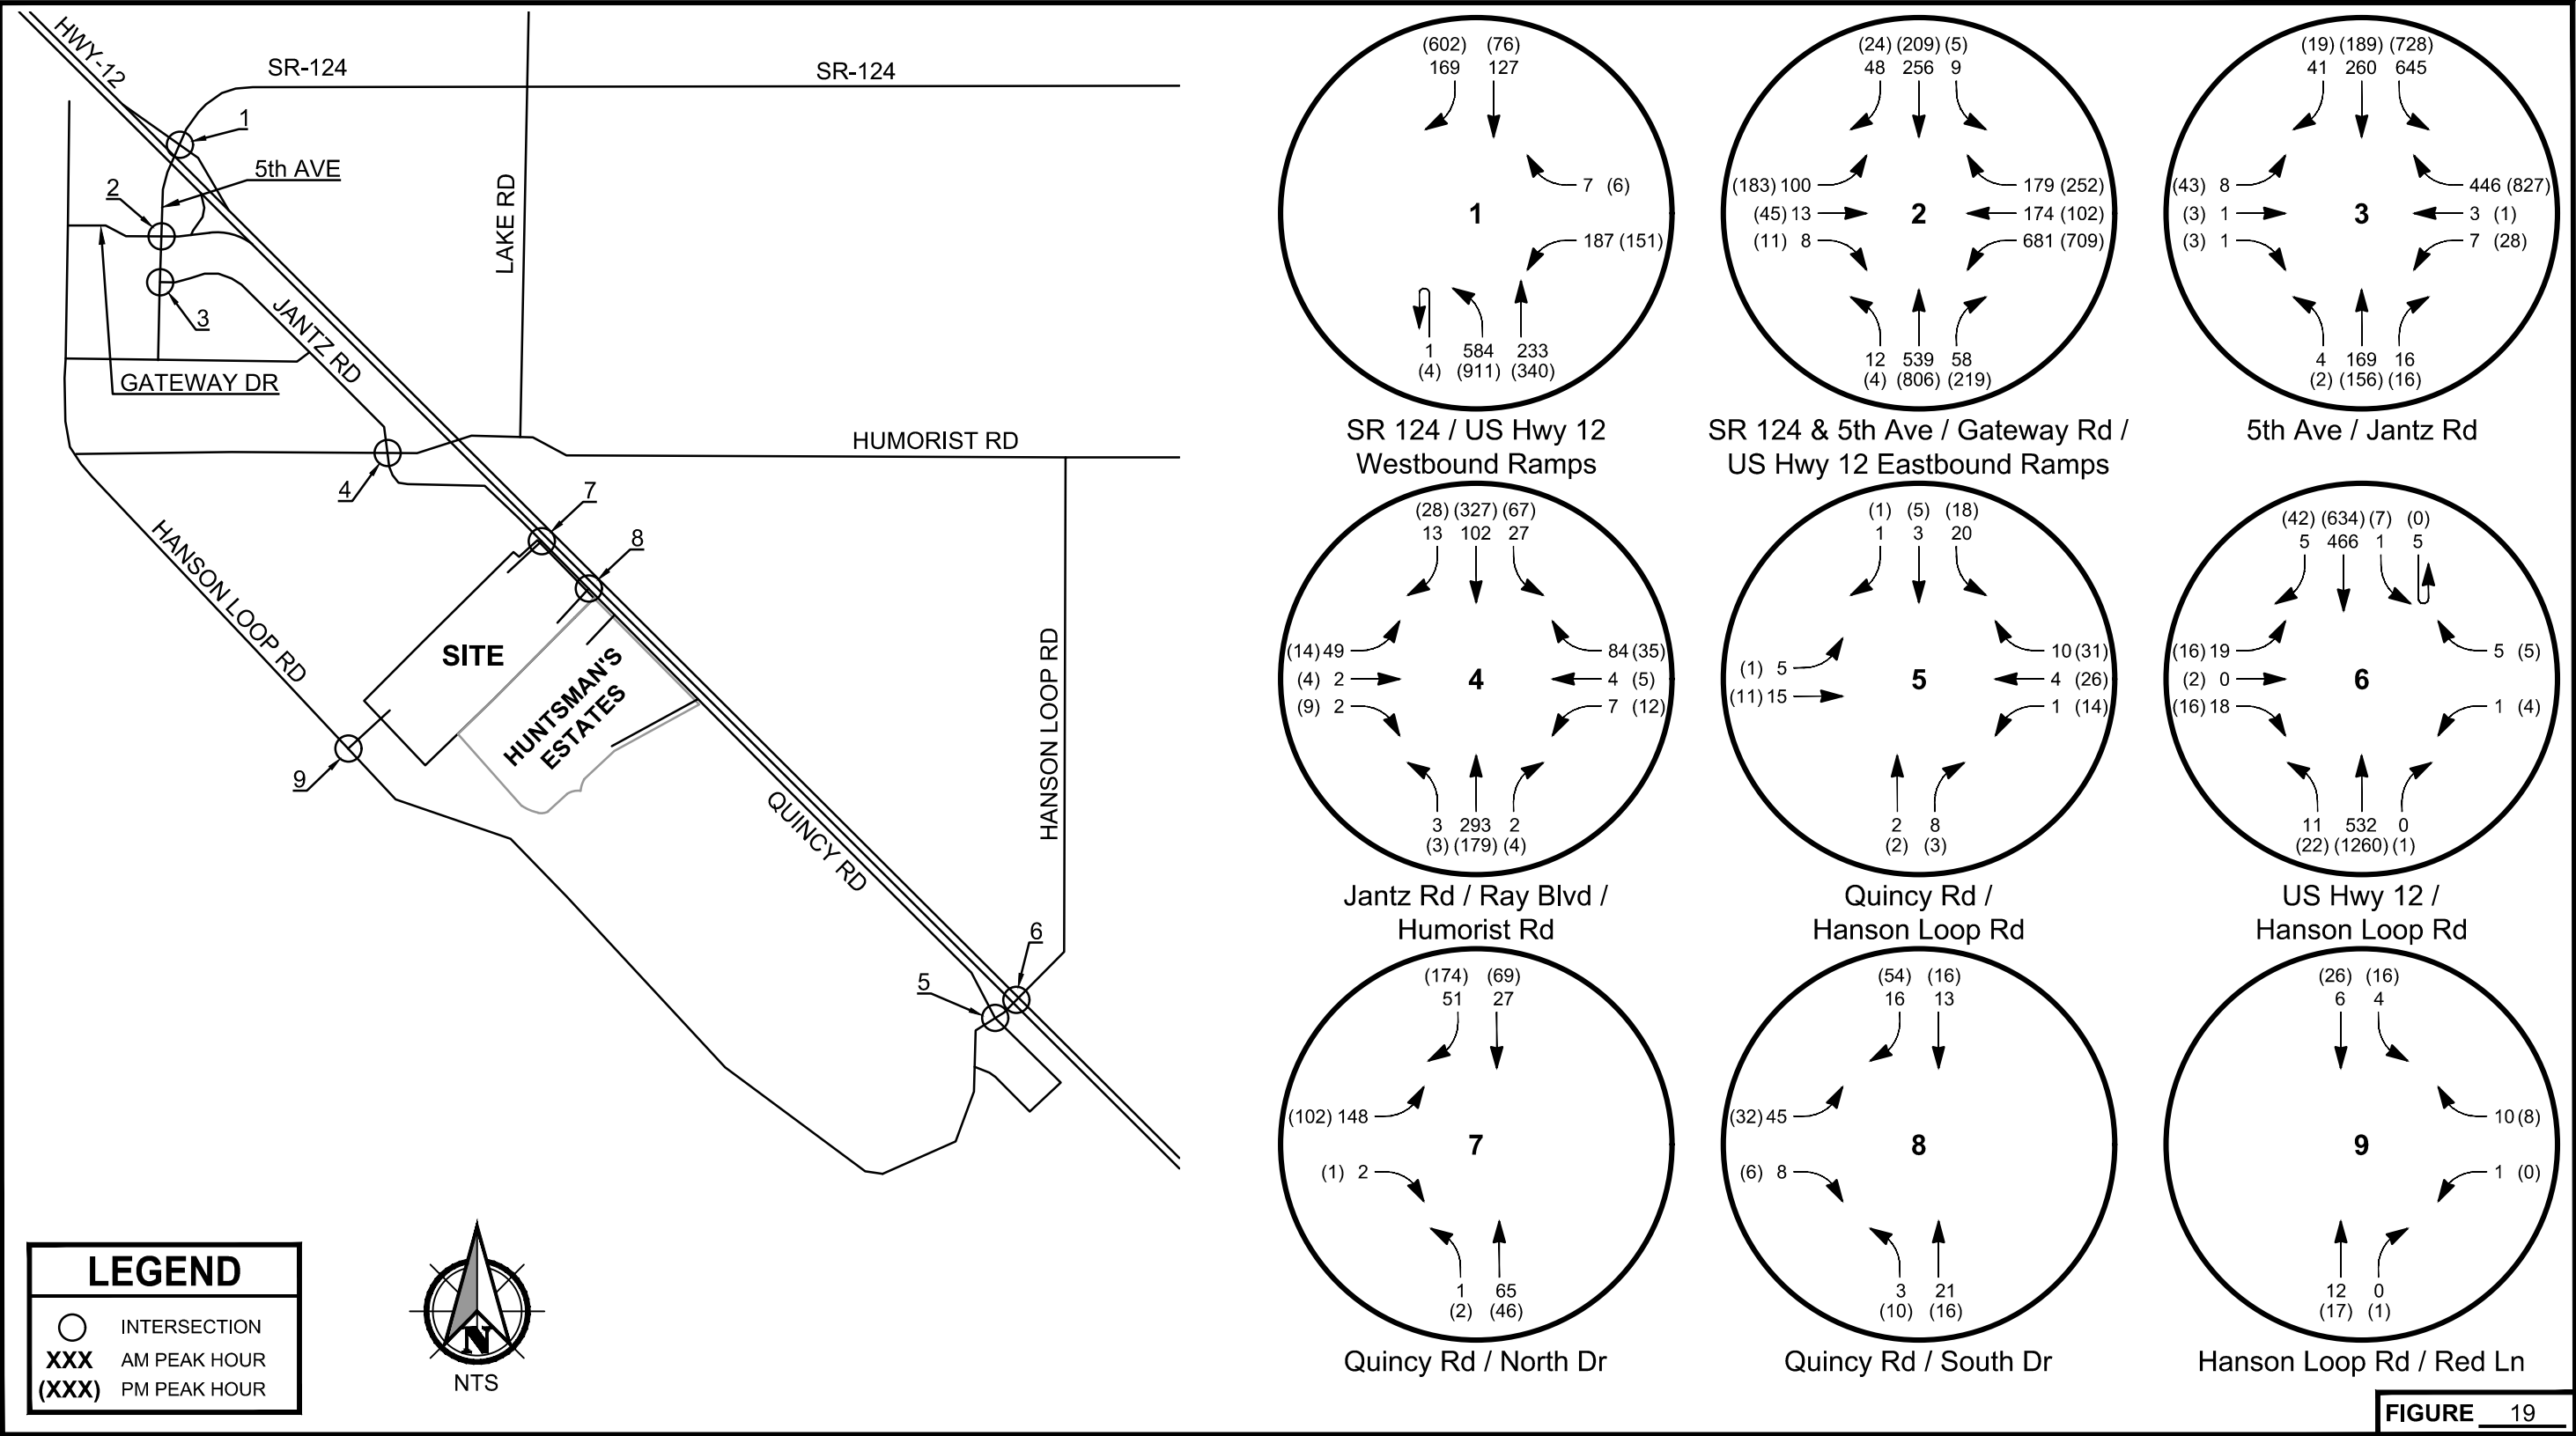 HWY-12
SR-124
SR-124
1
5th AVE
2
LAKE RD
3
JANTZ RD
GATEWAY DR
HUMORIST RD
4
7
8
HANSON LOOP RD
SITE
HUNTSMAN'S
ESTATES
HANSON LOOP RD
9
QUINCY RD
6
5
LEGEND
INTERSECTION
XXX AM PEAK HOUR
(XXX) PM PEAK HOUR
N
NTS
(602) (76)
169 127
7 (6)
1
187 (151)
1 584 233
(4) (911) (340)
SR 124 / US Hwy 12
Westbound Ramps
(24) (209) (5)
48 256 9
(183) 100 179 (252)
(45) 13 2 174 (102)
(11) 8 681 (709)
12 539 58
(4) (806) (219)
SR 124 & 5th Ave / Gateway Rd /
US Hwy 12 Eastbound Ramps
(19) (189) (728)
41 260 645
(43) 8 446 (827)
(3) 1 3 3 (1)
(3) 1 7 (28)
4 169 16
(2) (156) (16)
5th Ave / Jantz Rd
(28) (327) (67)
13 102 27
(14) 49 84 (35)
(4) 2 4 4 (5)
(9) 2 7 (12)
3 293 2
(3) (179) (4)
Jantz Rd / Ray Blvd /
Humorist Rd
(1) (5) (18)
1 3 20
10 (31)
(1) 5 5 4 (26)
(11) 15 1 (14)
2 8
(2) (3)
Quincy Rd /
Hanson Loop Rd
(42) (634) (7) (0)
5 466 1 5
(16) 19 5 (5)
(2) 0 6
(16) 18 1 (4)
11 532 0
(22) (1260) (1)
US Hwy 12 /
Hanson Loop Rd
(174) (69)
51 27
(102) 148
7
(1) 2
1 65
(2) (46)
Quincy Rd / North Dr
(54) (16)
16 13
(32) 45
8
(6) 8
3 21
(10) (16)
Quincy Rd / South Dr
(26) (16)
6 4
10 (8)
9
1 (0)
12 0
(17) (1)
Hanson Loop Rd / Red Ln
FIGURE 19